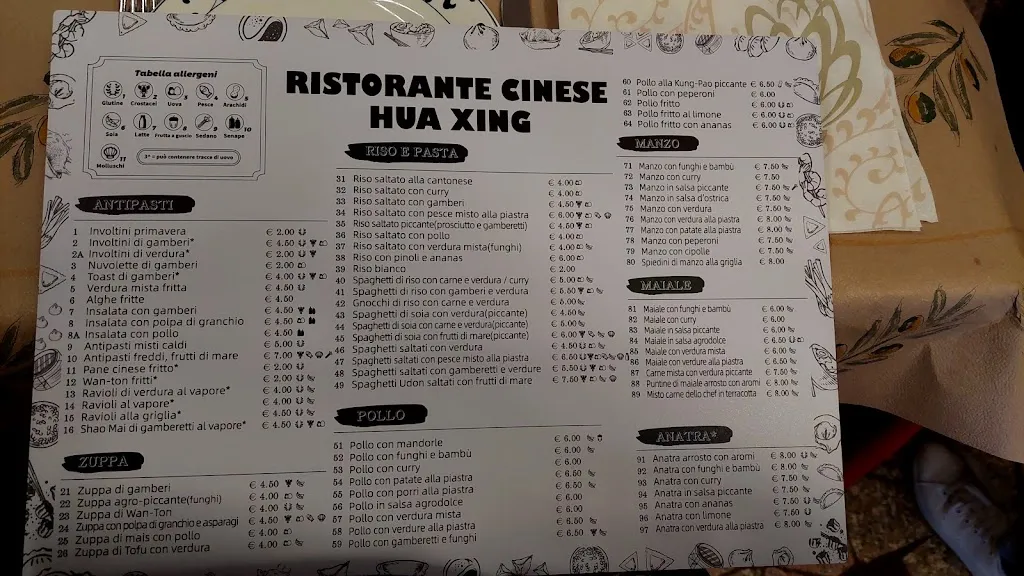 Tabella allergeni
1 2 3 4 5
Glutine Crostacei Uova Pesce Arachidi
6 7 8 9 10
Soia Latte Frutta a guscio Sedano Senape
11
Molluschi
3* = può contenere tracce di uovo
RISTORANTE CINESE
HUA XING
ANTIPASTI
1 Involtini primavera € 2.00
2 Involtini di gamberi* € 4.50
2A Involtini di verdura* € 2.00
3 Nuvolette di gamberi € 2.00
4 Toast di gamberi* € 4.00
5 Verdura mista fritta € 4.50
6 Alghe fritte € 4.50
7 Insalata con gamberi € 4.50
8 Insalata con polpa di granchio € 4.50
8A Insalata con pollo € 4.50
9 Antipasti misti caldi € 5.00
10 Antipasti freddi, frutti di mare € 7.00
11 Pane cinese fritto* € 2.00
12 Wan-ton fritti* € 2.00
13 Ravioli di verdura al vapore* € 4.00
14 Ravioli al vapore* € 4.00
15 Ravioli alla griglia* € 4.50
16 Shao Mai di gamberetti al vapore* € 4.50
ZUPPA
21 Zuppa di gamberi € 4.50
22 Zuppa agro-piccante(funghi) € 4.00
23 Zuppa di Wan-Ton € 4.00
24 Zuppa con polpa di granchio e asparagi € 4.50
25 Zuppa di mais con pollo € 4.00
26 Zuppa di Tofu con verdura € 4.00
RISO E PASTA
31 Riso saltato alla cantonese € 4.00
32 Riso saltato con curry € 4.00
33 Riso saltato con gamberi € 4.50
34 Riso saltato con pesce misto alla piastra € 6.00
35 Riso saltato piccante(prosciutto e gamberetti) € 4.50
36 Riso saltato con pollo € 4.00
37 Riso saltato con verdura mista(funghi) € 4.00
38 Riso con pinoli e ananas € 6.00
39 Riso bianco € 2.00
40 Spaghetti di riso con carne e verdura / curry € 5.00
41 Spaghetti di riso con gamberi e verdura € 5.50
42 Gnocchi di riso con carne e verdura € 5.00
43 Spaghetti di soia con verdura(piccante) € 4.50
44 Spaghetti di soia con carne e verdura(piccante) € 5.00
45 Spaghetti di soia con frutti di mare(piccante) € 6.00
46 Spaghetti saltati con verdura € 4.50
47 Spaghetti saltati con pesce misto alla piastra € 6.50
48 Spaghetti saltati con gamberetti e verdure € 5.50
49 Spaghetti Udon saltati con frutti di mare € 7.50
POLLO
51 Pollo con mandorle € 6.00
52 Pollo con funghi e bambù € 6.00
53 Pollo con curry € 6.00
54 Pollo con patate alla piastra € 6.50
55 Pollo con porri alla piastra € 6.50
56 Pollo in salsa agrodolce € 6.00
57 Pollo con verdura mista € 6.00
58 Pollo con verdure alla piastra € 6.50
59 Pollo con gamberetti e funghi € 6.50
60 Pollo alla Kung-Pao piccante € 6.50
61 Pollo con peperoni € 6.00
62 Pollo fritto € 6.00
63 Pollo fritto al limone € 6.00
64 Pollo fritto con ananas € 6.00
MANZO
71 Manzo con funghi e bambù € 7.50
72 Manzo con curry € 7.50
73 Manzo in salsa piccante € 7.50
74 Manzo in salsa d'ostrica € 7.50
75 Manzo con verdura € 7.50
76 Manzo con verdura alla piastra € 8.00
77 Manzo con patate alla piastra € 8.00
78 Manzo con peperoni € 7.50
79 Manzo con cipolle € 7.50
80 Spiedini di manzo alla griglia € 8.00
MAIALE
81 Maiale con funghi e bambù € 6.00
82 Maiale con curry € 6.00
83 Maiale in salsa piccante € 6.00
84 Maiale in salsa agrodolce € 6.50
85 Maiale con verdura mista € 6.00
86 Maiale con verdure alla piastra € 6.50
87 Carne mista con verdura piccante € 7.50
88 Puntine di maiale arrosto con aromi € 8.00
89 Misto carne dello chef in terracotta € 8.00
ANATRA*
91 Anatra arrosto con aromi € 8.00
92 Anatra con funghi e bambù € 8.00
93 Anatra con curry € 7.50
94 Anatra in salsa piccante € 7.50
95 Anatra con ananas € 7.50
96 Anatra con limone € 7.50
97 Anatra con verdura alla piastra € 8.00